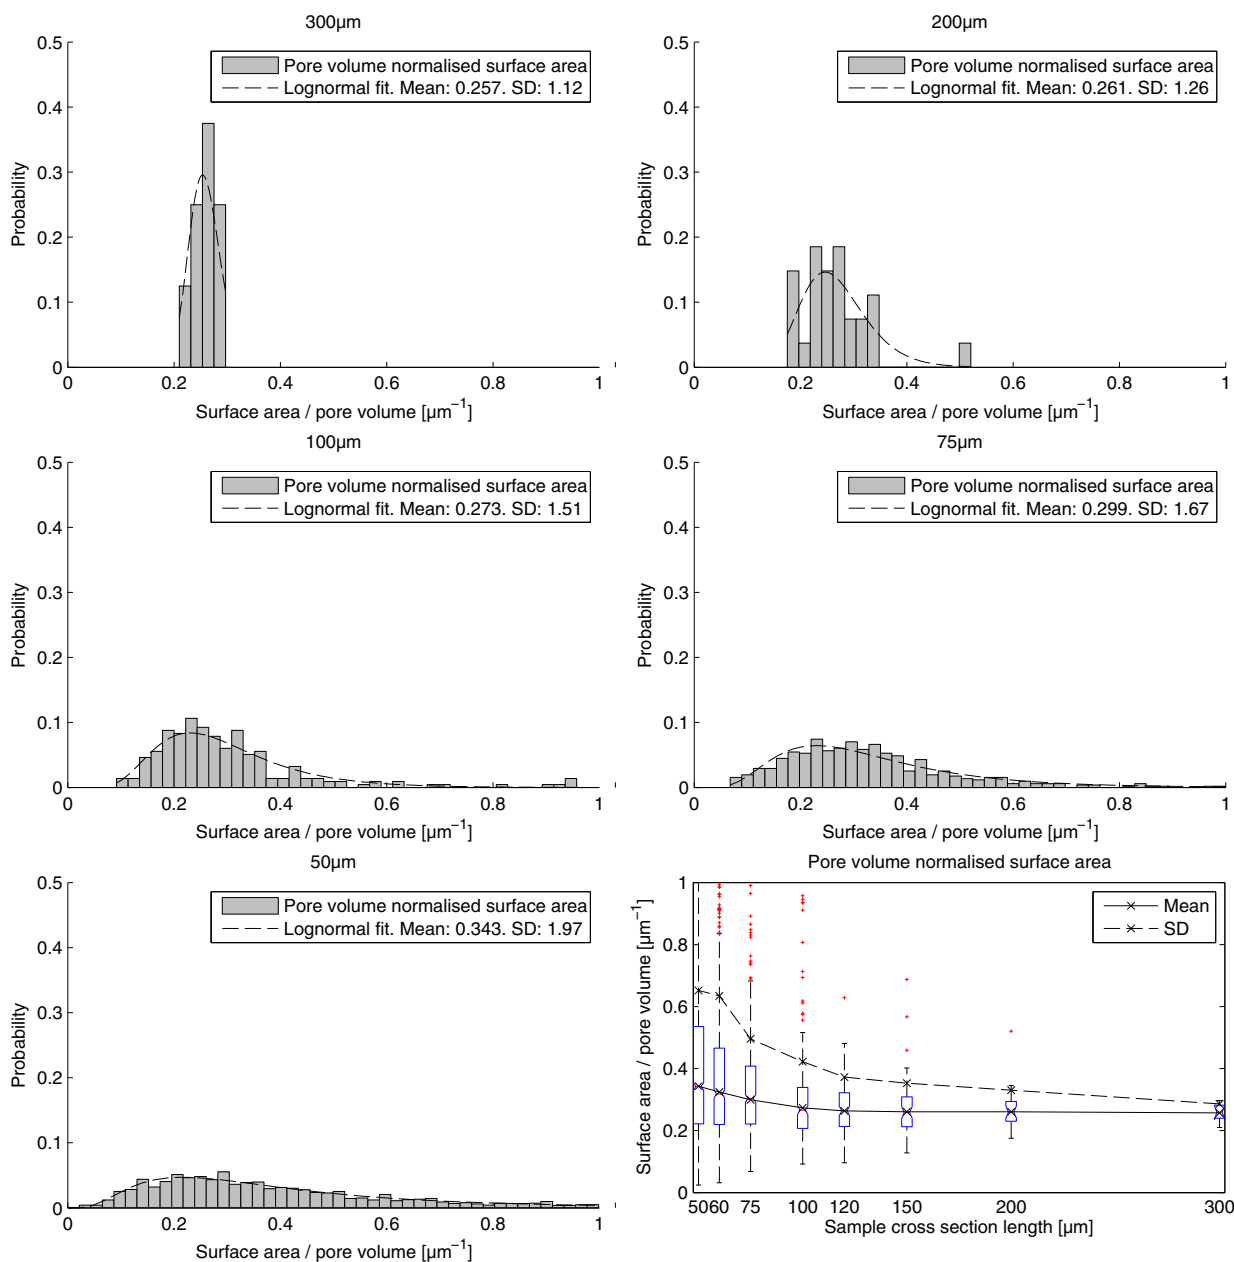 300µm
0.5
0.4
0.3
0.2
0.1
0
Probability
Pore volume normalised surface area
Lognormal fit. Mean: 0.257. SD: 1.12
0 0.2 0.4 0.6 0.8 1
Surface area / pore volume [µm⁻¹]
200µm
0.5
0.4
0.3
0.2
0.1
0
Probability
Pore volume normalised surface area
Lognormal fit. Mean: 0.261. SD: 1.26
0 0.2 0.4 0.6 0.8 1
Surface area / pore volume [µm⁻¹]
100µm
0.5
0.4
0.3
0.2
0.1
0
Probability
Pore volume normalised surface area
Lognormal fit. Mean: 0.273. SD: 1.51
0 0.2 0.4 0.6 0.8 1
Surface area / pore volume [µm⁻¹]
75µm
0.5
0.4
0.3
0.2
0.1
0
Probability
Pore volume normalised surface area
Lognormal fit. Mean: 0.299. SD: 1.67
0 0.2 0.4 0.6 0.8 1
Surface area / pore volume [µm⁻¹]
50µm
0.5
0.4
0.3
0.2
0.1
0
Probability
Pore volume normalised surface area
Lognormal fit. Mean: 0.343. SD: 1.97
0 0.2 0.4 0.6 0.8 1
Surface area / pore volume [µm⁻¹]
Pore volume normalised surface area
1
0.8
0.6
0.4
0.2
0
Surface area / pore volume [µm⁻¹]
Mean
SD
50 60 75 100 120 150 200 300
Sample cross section length [µm]